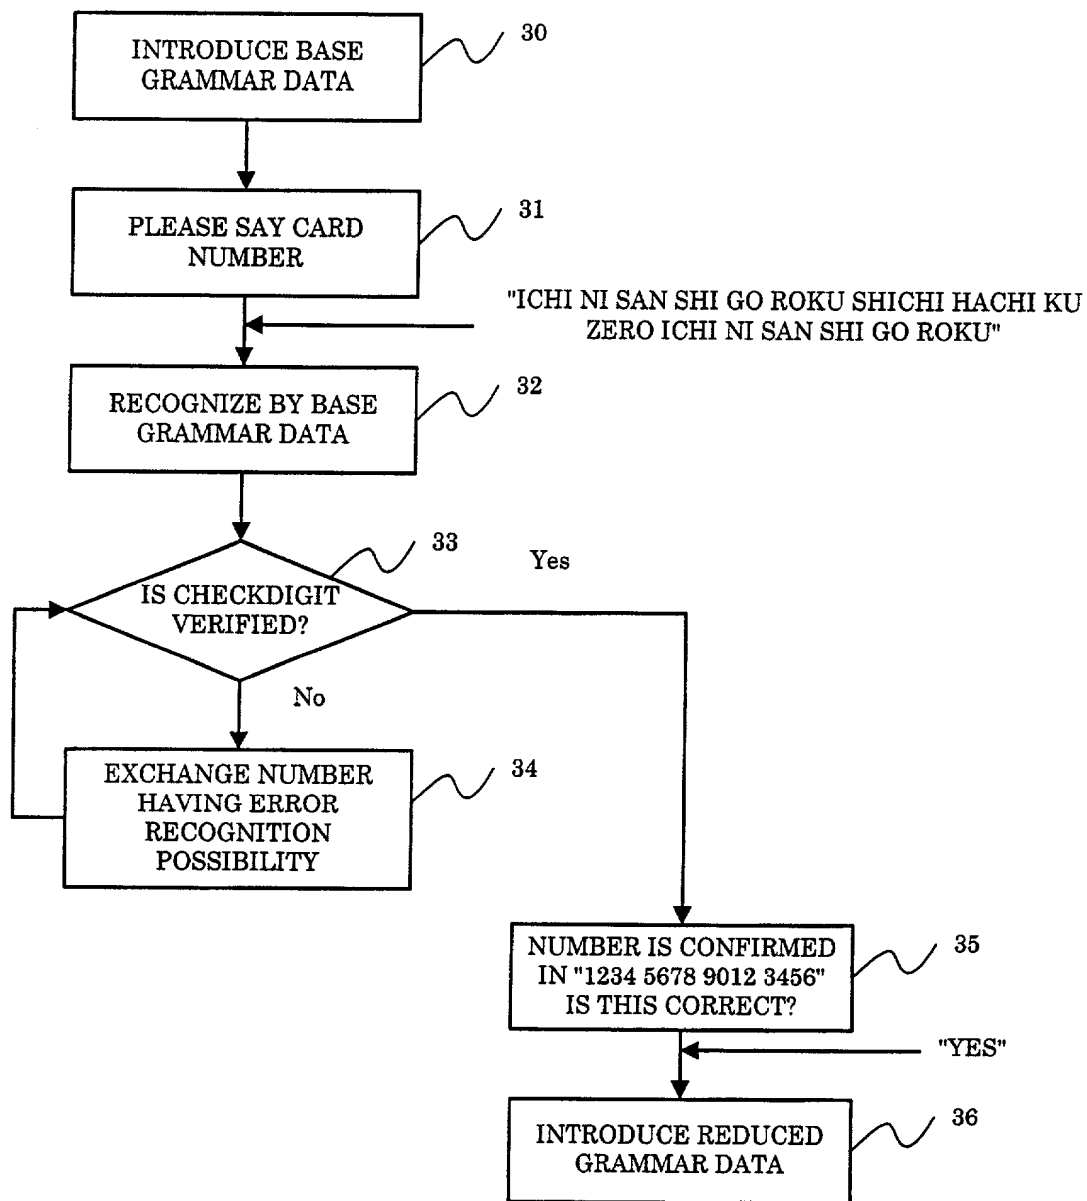 INTRODUCE BASE
GRAMMAR DATA
30
PLEASE SAY CARD
NUMBER
31
"ICHI NI SAN SHI GO ROKU SHICHI HACHI KU
ZERO ICHI NI SAN SHI GO ROKU"
RECOGNIZE BY BASE
GRAMMAR DATA
32
IS CHECKDIGIT
VERIFIED?
33
Yes
No
EXCHANGE NUMBER
HAVING ERROR
RECOGNITION
POSSIBILITY
34
NUMBER IS CONFIRMED
IN "1234 5678 9012 3456"
IS THIS CORRECT?
35
"YES"
INTRODUCE REDUCED
GRAMMAR DATA
36